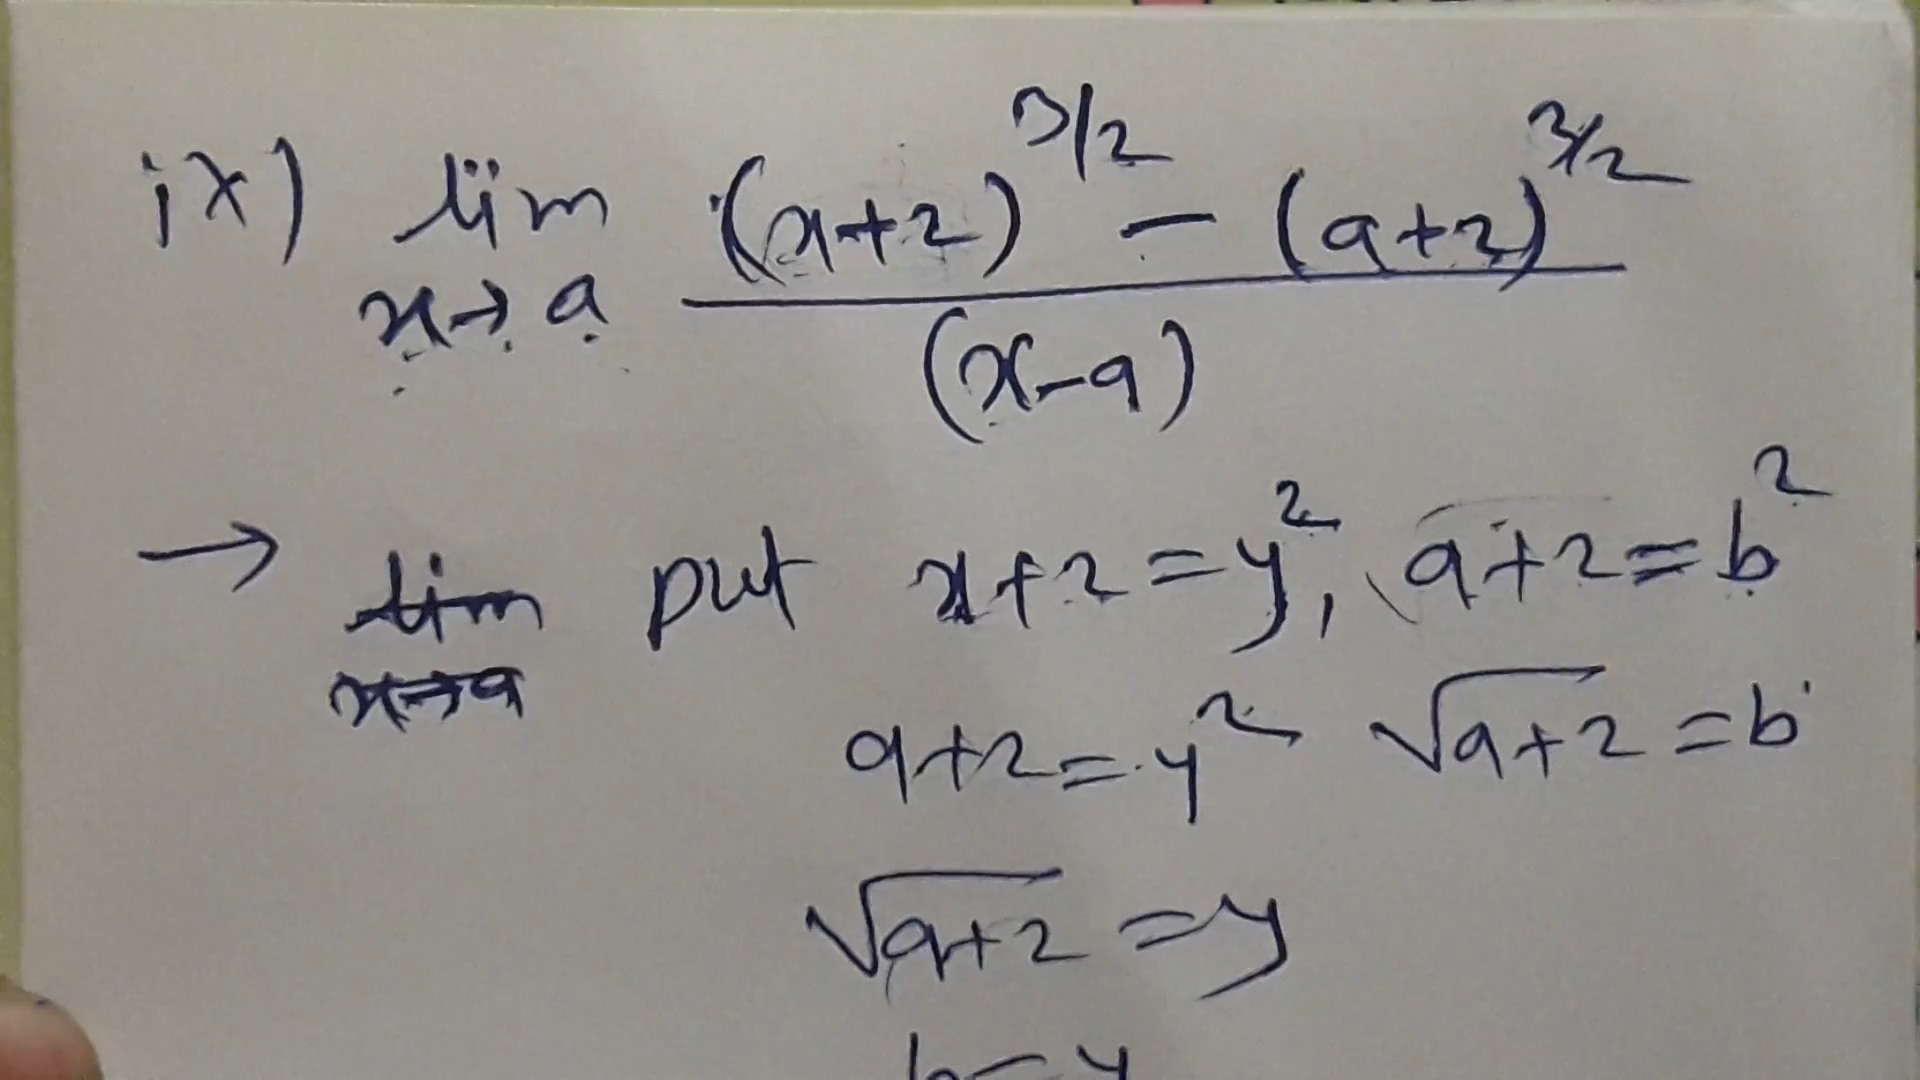 ix) lim (x+2)^3/2 - (a+2)^3/2
x→a (x-a)
→ lim put x+2=y², a+2=b²
x→a
a+2=y² √a+2=b
√a+2=y
b=y